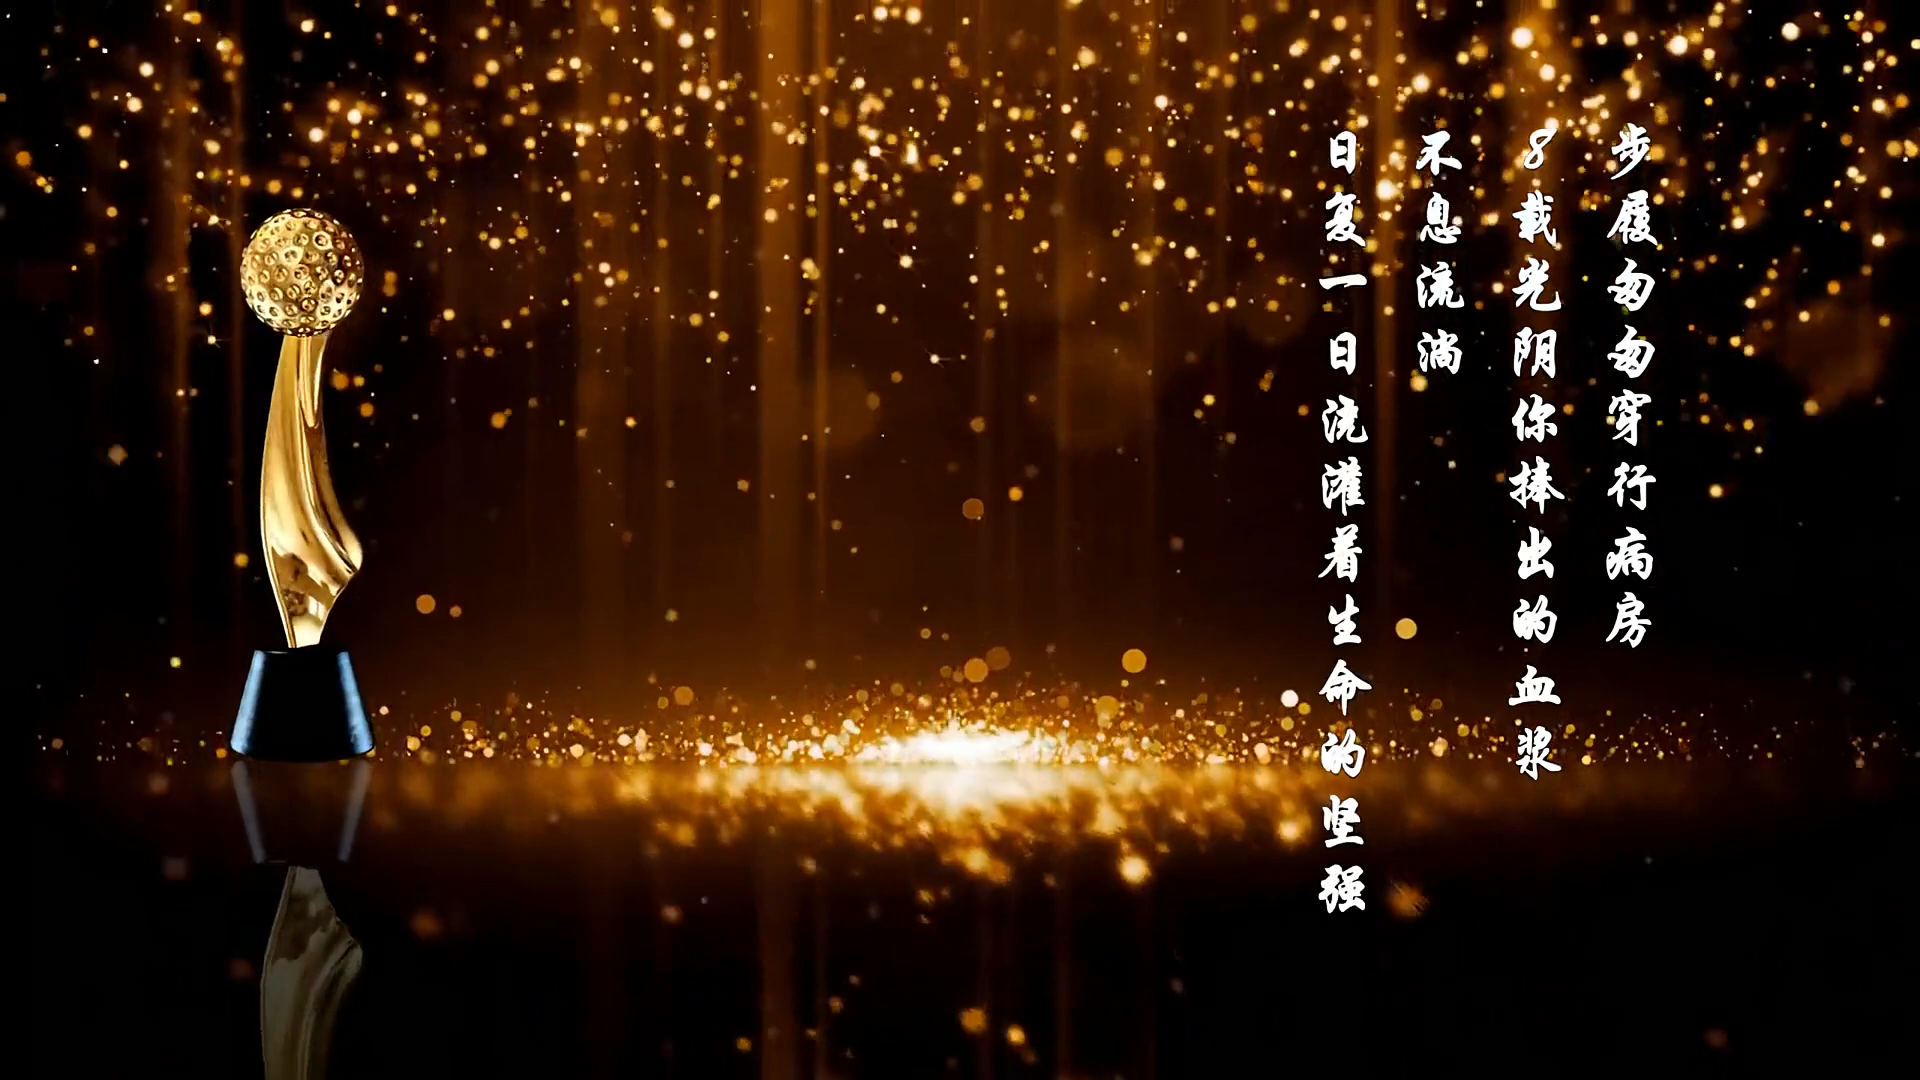 步履匆匆穿行病房
8载光阴你捧出的血浆
不息流淌
日复一日浇灌着生命的坚强